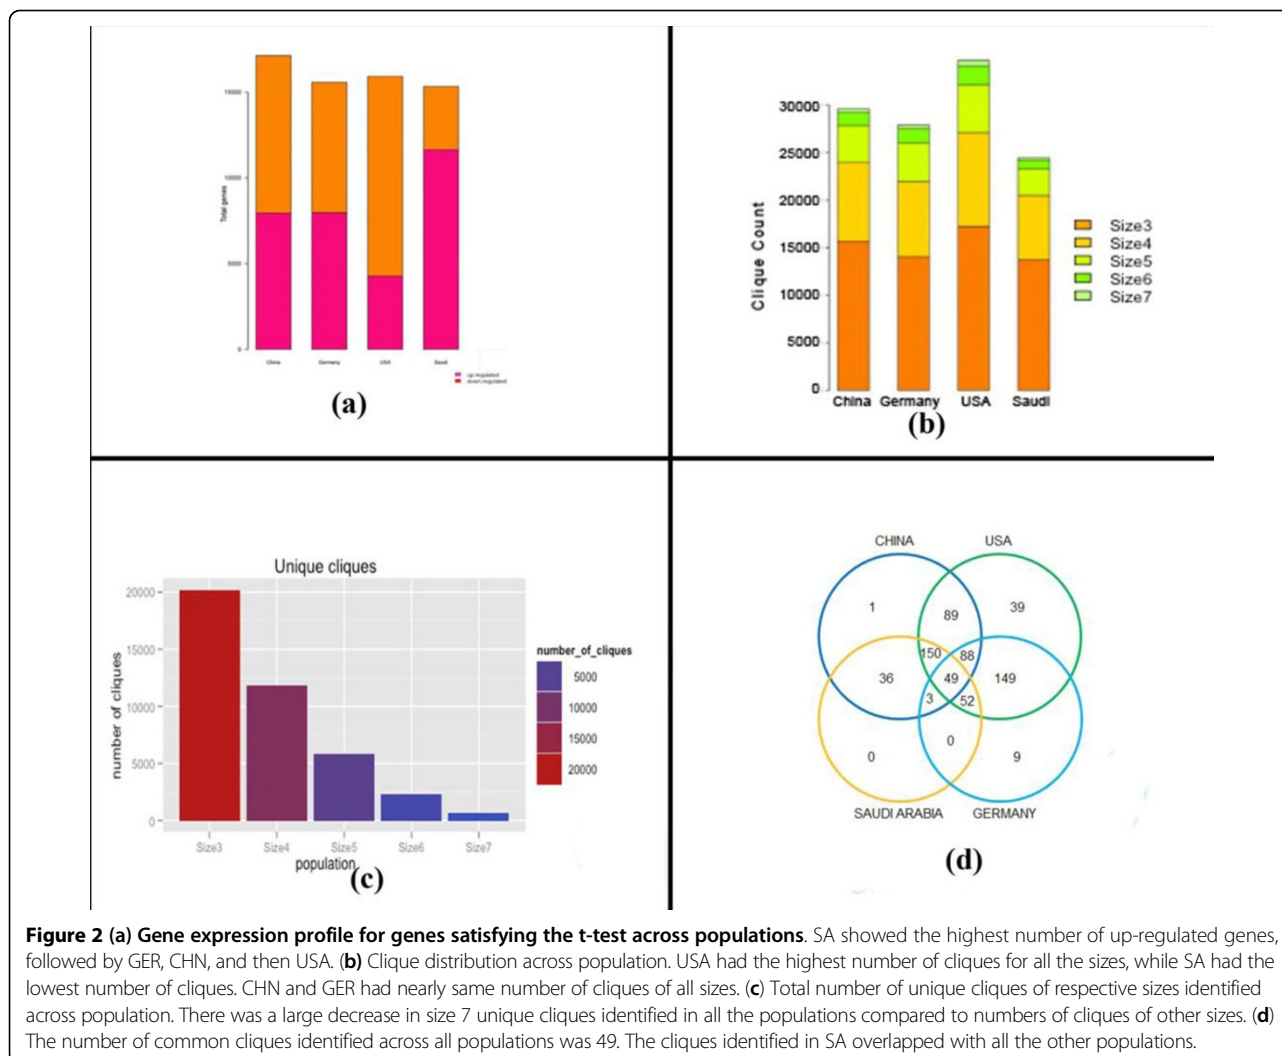 15000
10000
5000
0
Total genes
China
Germany
USA
Saudi
up regulated
down regulated
(a)
30000
25000
20000
15000
10000
5000
0
Clique Count
China
Germany
USA
Saudi
Size3
Size4
Size5
Size6
Size7
(b)
Unique cliques
20000
15000
10000
5000
0
number of cliques
Size3
Size4
Size5
Size6
Size7
population
number_of_cliques
5000
10000
15000
20000
(c)
CHINA
USA
1
89
39
150
88
36
49
149
3
52
0
0
9
SAUDI ARABIA
GERMANY
(d)
Figure 2 (a) Gene expression profile for genes satisfying the t-test across populations. SA showed the highest number of up-regulated genes,
followed by GER, CHN, and then USA. (b) Clique distribution across population. USA had the highest number of cliques for all the sizes, while SA had the
lowest number of cliques. CHN and GER had nearly same number of cliques of all sizes. (c) Total number of unique cliques of respective sizes identified
across population. There was a large decrease in size 7 unique cliques identified in all the populations compared to numbers of cliques of other sizes. (d)
The number of common cliques identified across all populations was 49. The cliques identified in SA overlapped with all the other populations.